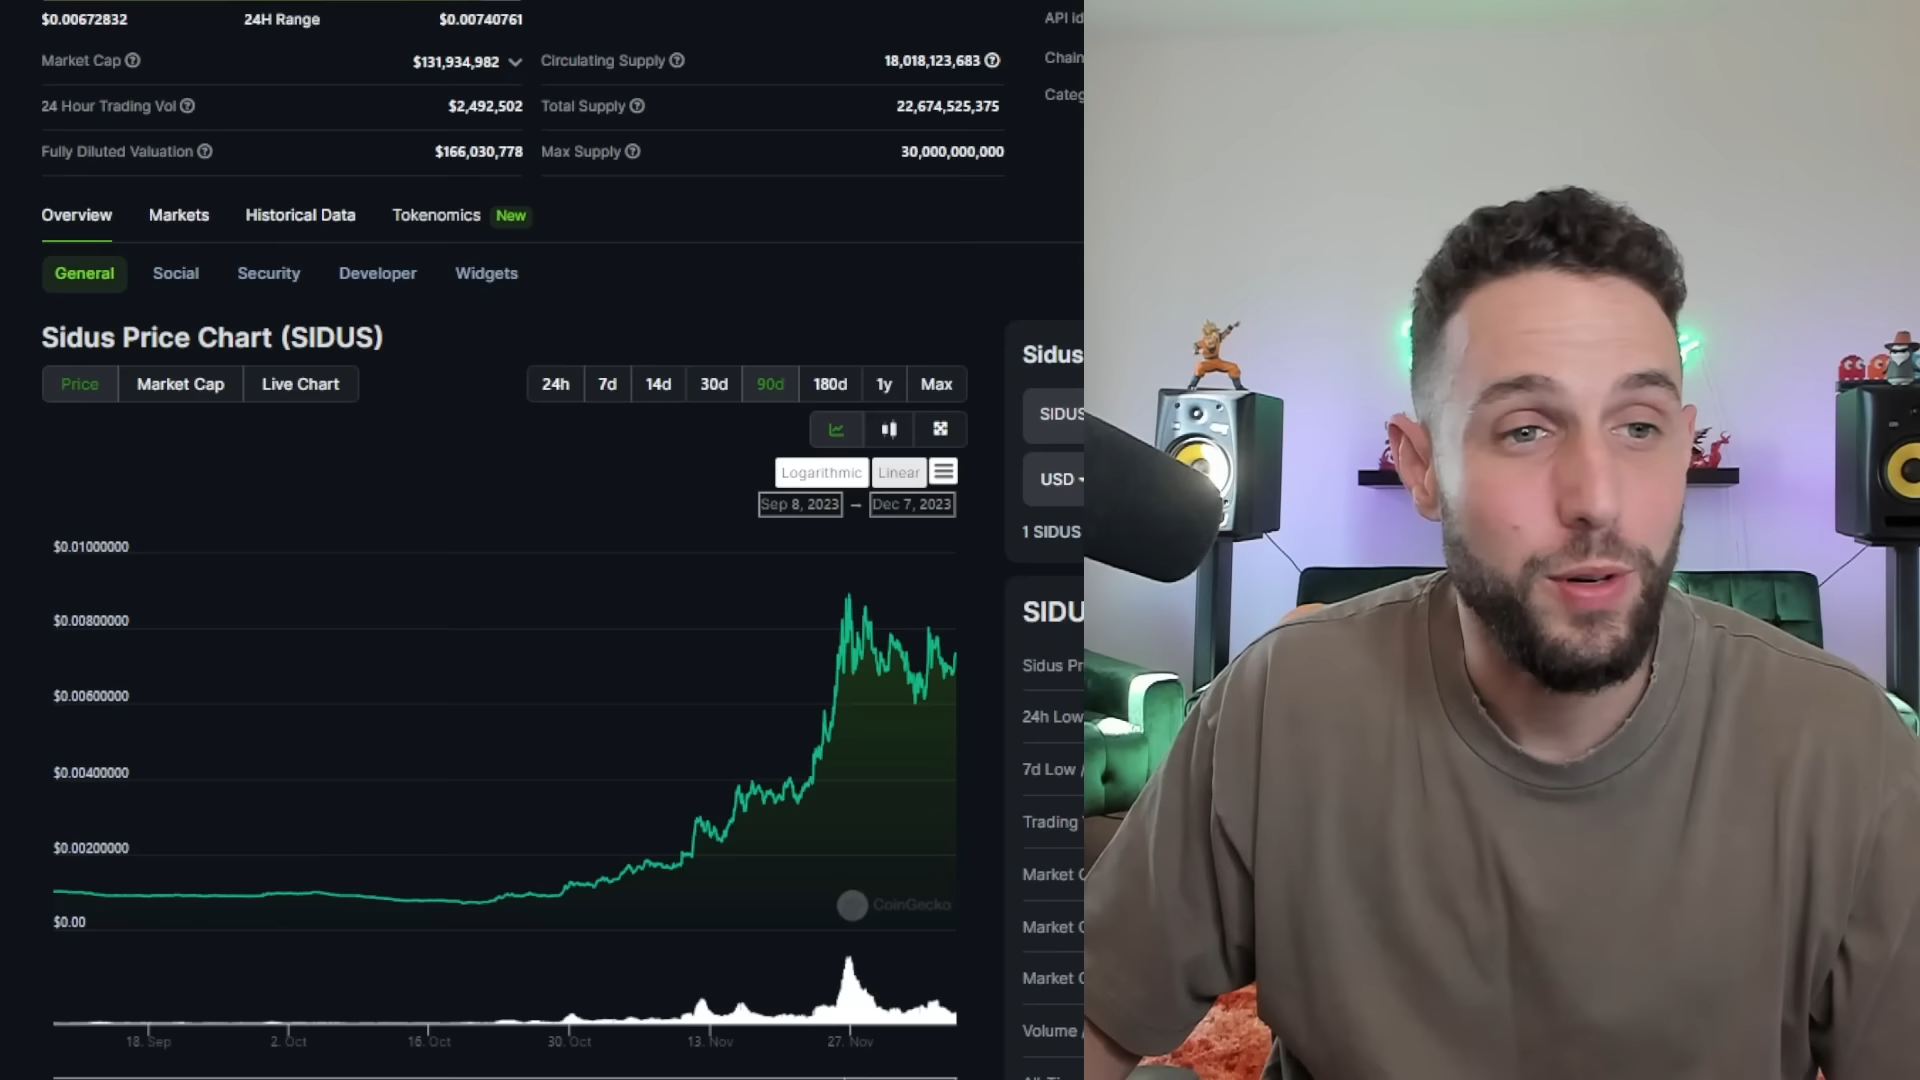 $0.00672832 24H Range $0.00740761 API id
Market Cap $131,934,982 Circulating Supply 18,018,123,683 Chain
24 Hour Trading Vol $2,492,502 Total Supply 22,674,525,375 Categ
Fully Diluted Valuation $166,030,778 Max Supply 30,000,000,000
Overview Markets Historical Data Tokenomics New
General Social Security Developer Widgets
Sidus Price Chart (SIDUS)
Price Market Cap Live Chart 24h 7d 14d 30d 90d 180d 1y Max
Logarithmic Linear
Sep 8, 2023 → Dec 7, 2023
$0.01000000
$0.00800000
$0.00600000
$0.00400000
$0.00200000
$0.00
CoinGecko
18. Sep 2. Oct 16. Oct 30. Oct 13. Nov 27. Nov
Sidus
SIDUS
USD
1 SIDUS
SIDU
Sidus Pr
24h Low
7d Low /
Trading
Market C
Market C
Market C
Volume /